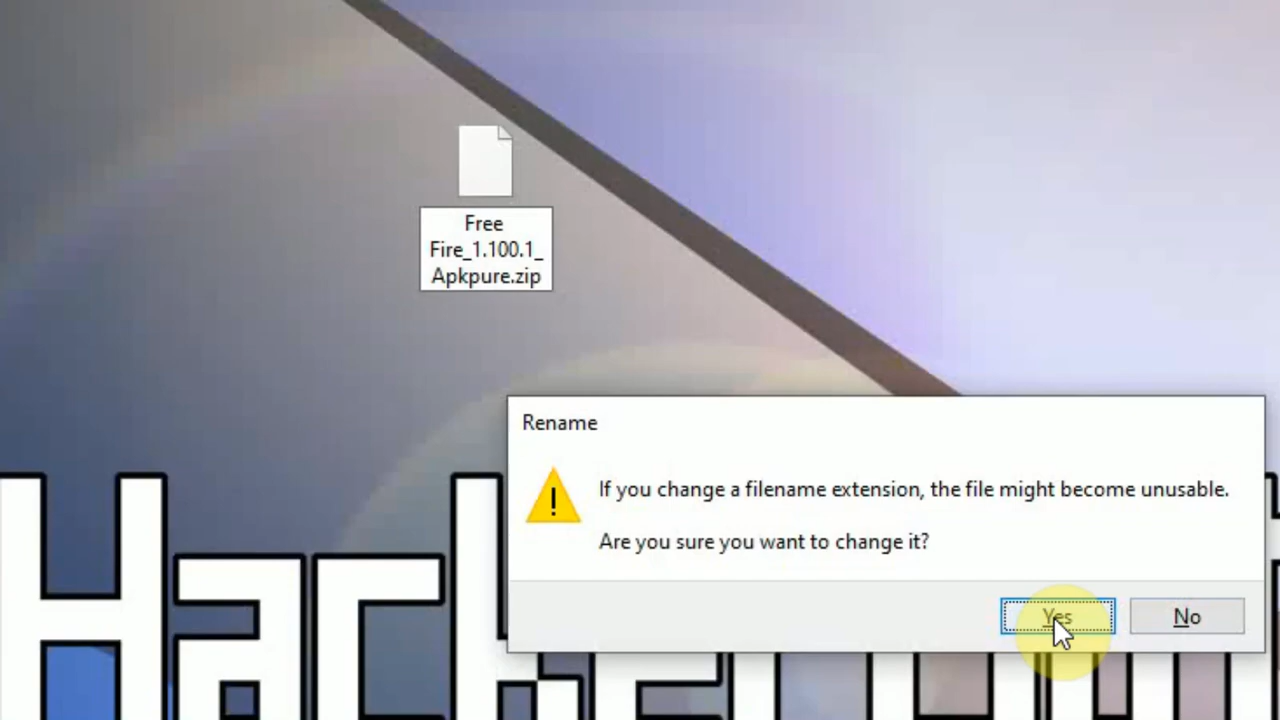 Free
Fire_1.100.1_
Apkpure.zip
Rename
If you change a filename extension, the file might become unusable.
Are you sure you want to change it?
Yes
No